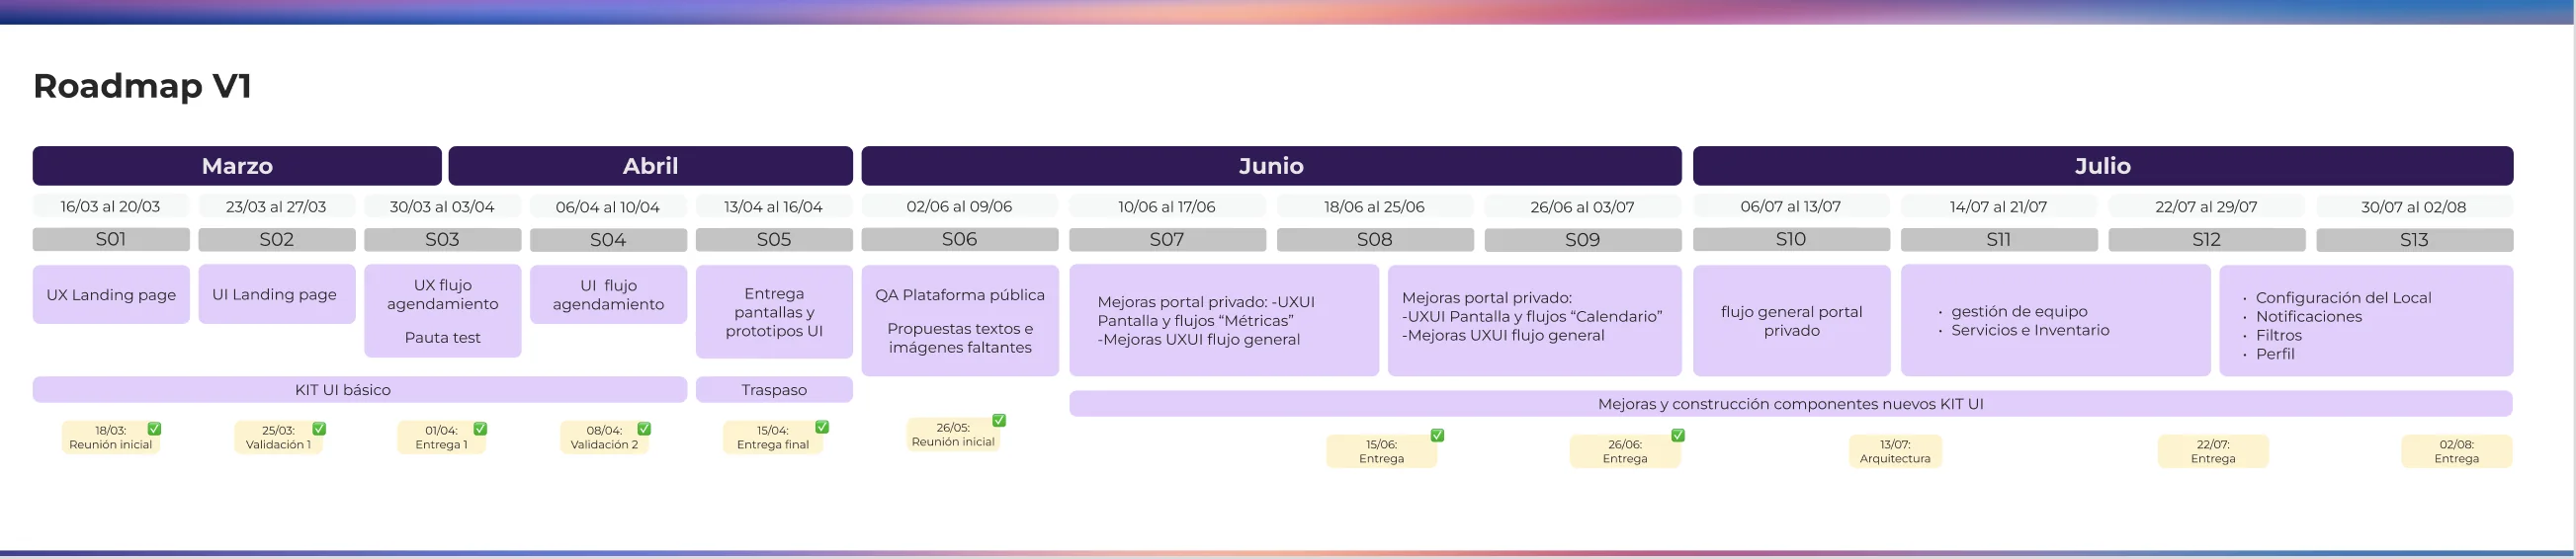 Roadmap V1
Marzo
Abril
Junio
Julio
16/03 al 20/03
23/03 al 27/03
30/03 al 03/04
06/04 al 10/04
13/04 al 16/04
02/06 al 09/06
10/06 al 17/06
18/06 al 25/06
26/06 al 03/07
06/07 al 13/07
14/07 al 21/07
22/07 al 29/07
30/07 al 02/08
S01
S02
S03
S04
S05
S06
S07
S08
S09
S10
S11
S12
S13
UX Landing page
UI Landing page
UX flujo
agendamiento
Pauta test
UI flujo
agendamiento
Entrega
pantallas y
prototipos UI
QA Plataforma pública
Propuestas textos e
imágenes faltantes
Mejoras portal privado: -UXUI
Pantalla y flujos “Métricas”
-Mejoras UXUI flujo general
Mejoras portal privado:
-UXUI Pantalla y flujos “Calendario”
-Mejoras UXUI flujo general
flujo general portal
privado
• gestión de equipo
• Servicios e Inventario
• Configuración del Local
• Notificaciones
• Filtros
• Perfil
KIT UI básico
Traspaso
Mejoras y construcción componentes nuevos KIT UI
18/03:
Reunión inicial
25/03:
Validación 1
01/04:
Entrega 1
08/04:
Validación 2
15/04:
Entrega final
26/05:
Reunión inicial
15/06:
Entrega
26/06:
Entrega
13/07:
Arquitectura
22/07:
Entrega
02/08:
Entrega